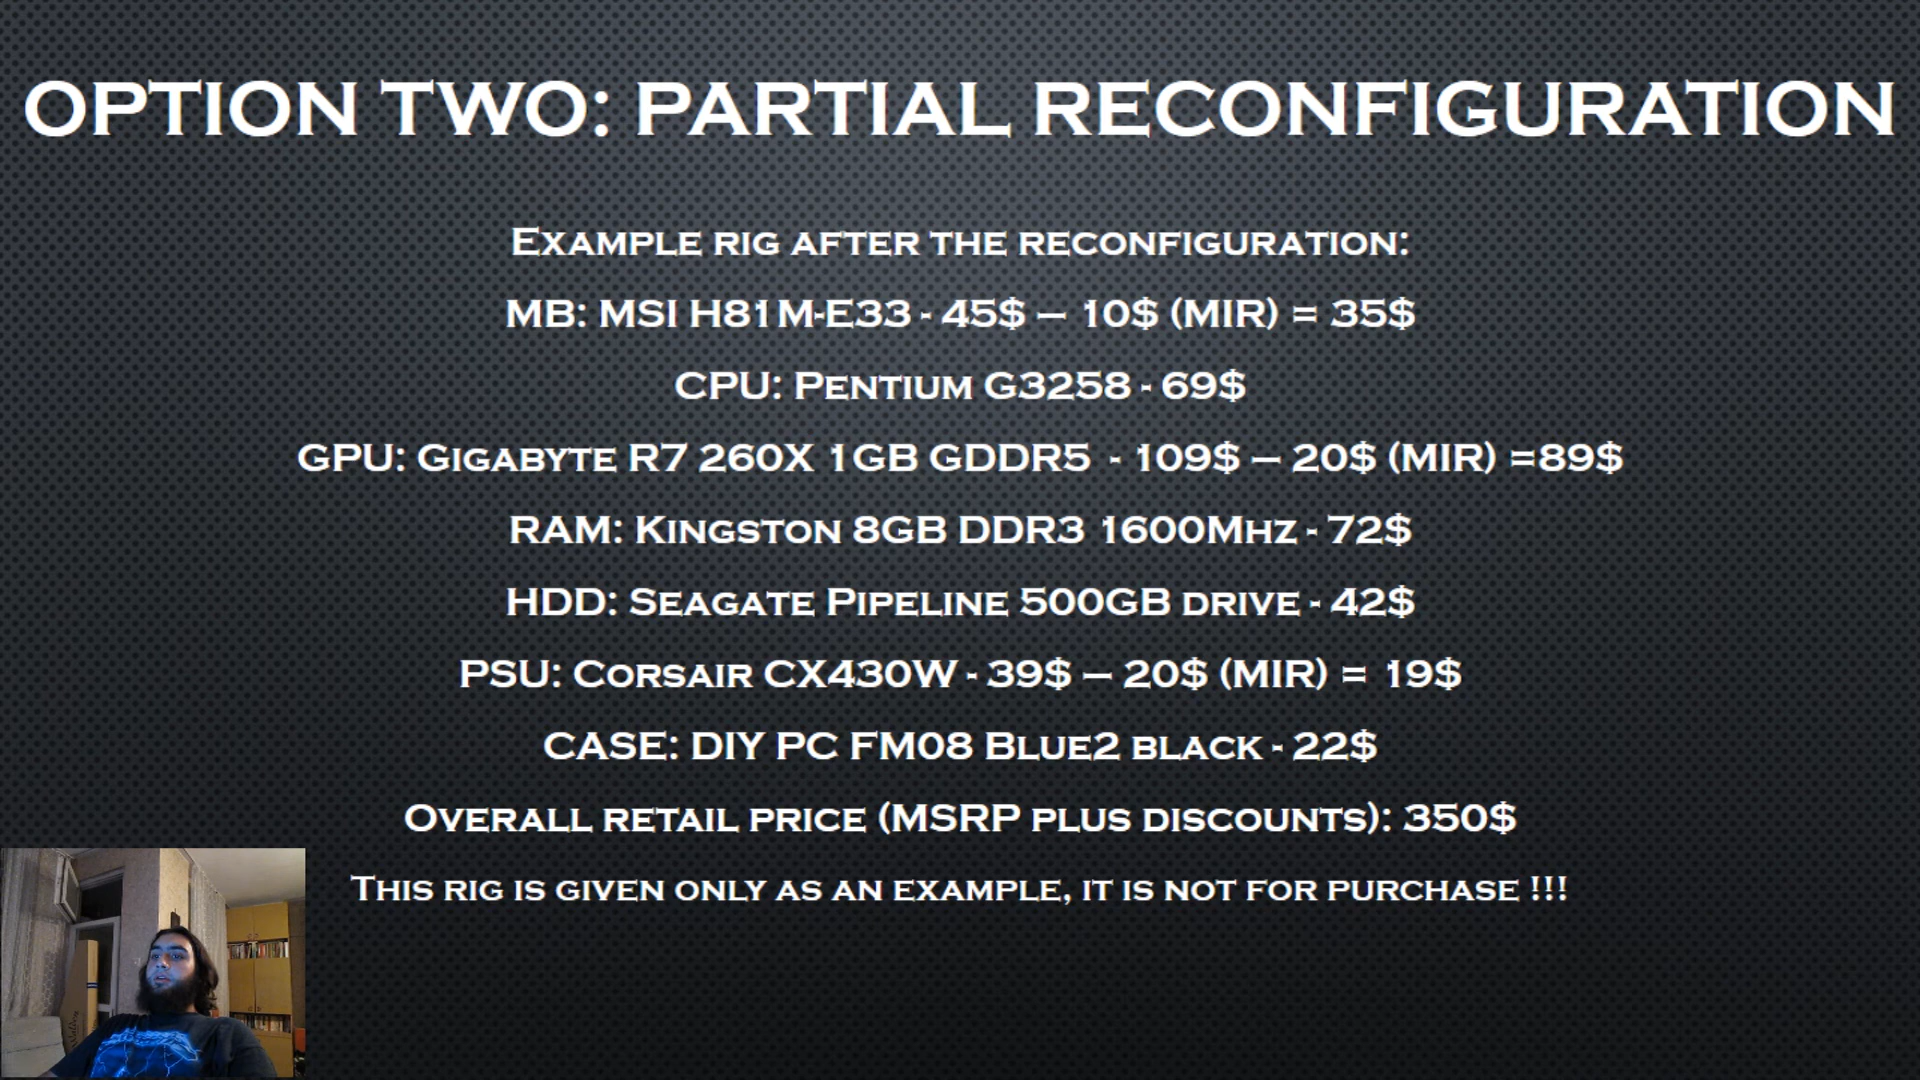 OPTION TWO: PARTIAL RECONFIGURATION
EXAMPLE RIG AFTER THE RECONFIGURATION:
MB: MSI H81M-E33 - 45$ – 10$ (MIR) = 35$
CPU: PENTIUM G3258 - 69$
GPU: GIGABYTE R7 260X 1GB GDDR5 - 109$ – 20$ (MIR) =89$
RAM: KINGSTON 8GB DDR3 1600MHZ - 72$
HDD: SEAGATE PIPELINE 500GB DRIVE - 42$
PSU: CORSAIR CX430W - 39$ – 20$ (MIR) = 19$
CASE: DIY PC FM08 BLUE2 BLACK - 22$
OVERALL RETAIL PRICE (MSRP PLUS DISCOUNTS): 350$
THIS RIG IS GIVEN ONLY AS AN EXAMPLE, IT IS NOT FOR PURCHASE !!!